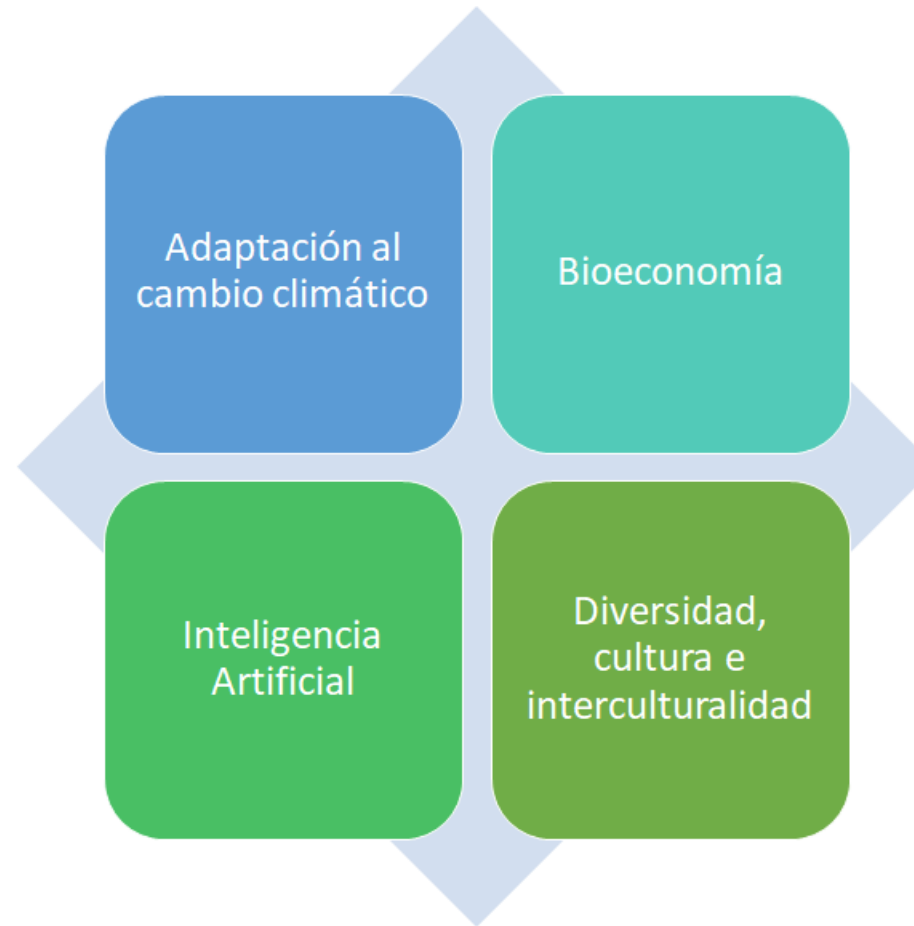 Adaptación al
cambio climático
Bioeconomía
Inteligencia
Artificial
Diversidad,
cultura e
interculturalidad